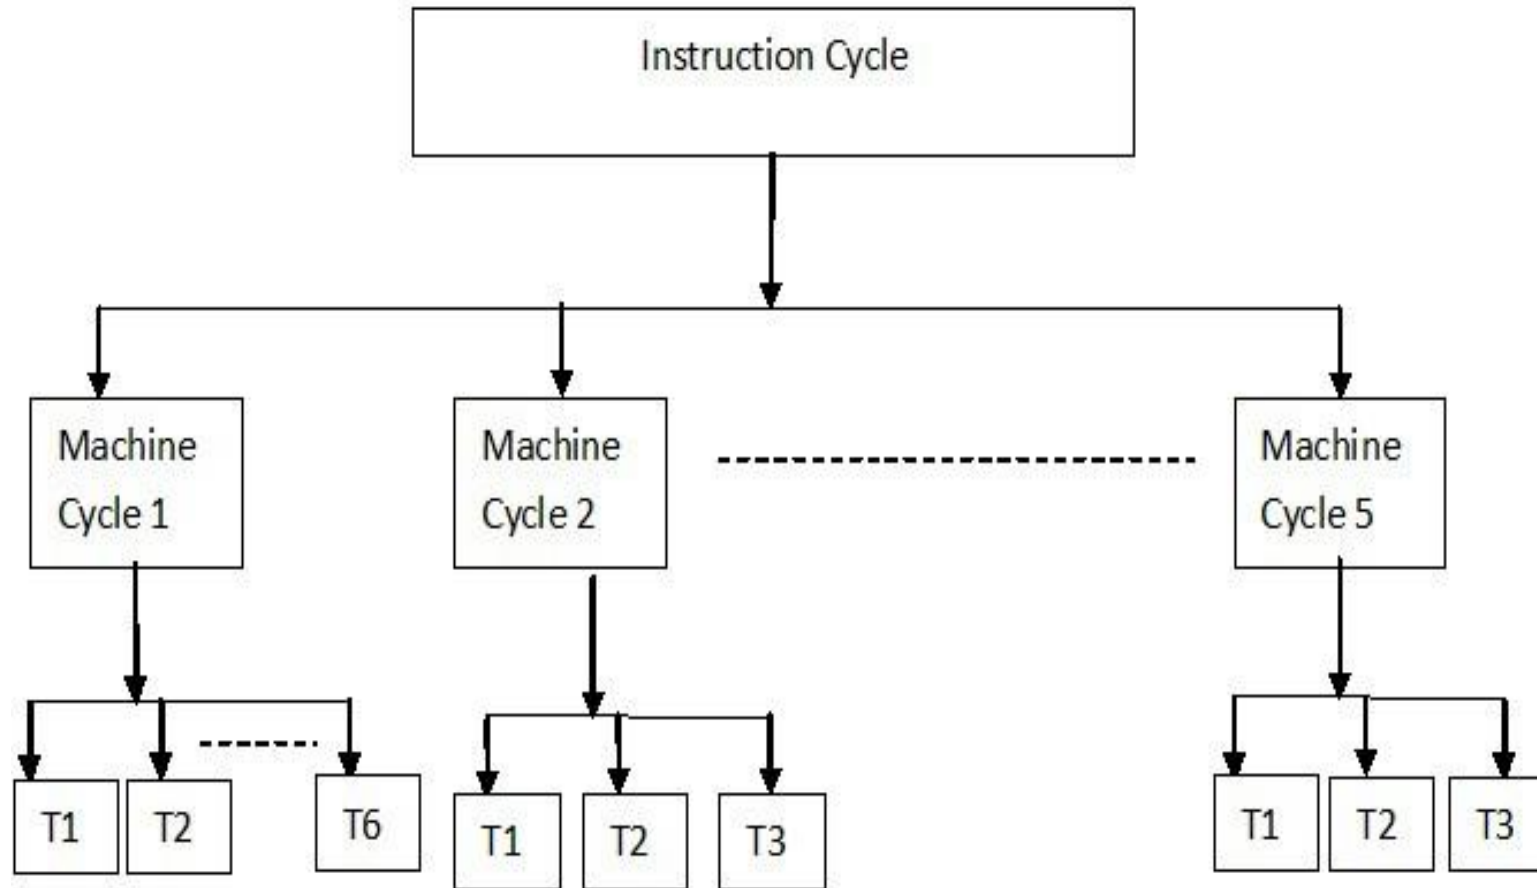 Instruction Cycle
Machine
Cycle 1
Machine
Cycle 2
Machine
Cycle 5
T1
T2
T6
T1
T2
T3
T1
T2
T3